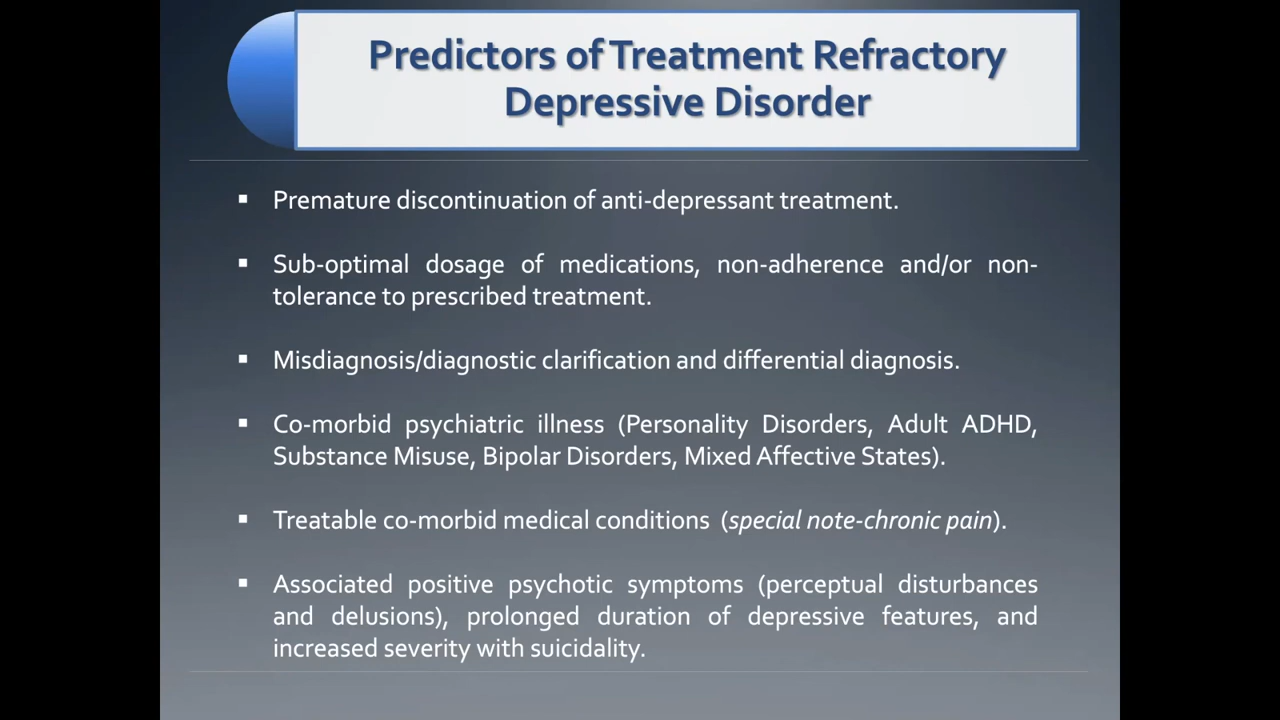 Predictors of Treatment Refractory
Depressive Disorder
▪ Premature discontinuation of anti-depressant treatment.
▪ Sub-optimal dosage of medications, non-adherence and/or non-
tolerance to prescribed treatment.
▪ Misdiagnosis/diagnostic clarification and differential diagnosis.
▪ Co-morbid psychiatric illness (Personality Disorders, Adult ADHD,
Substance Misuse, Bipolar Disorders, Mixed Affective States).
▪ Treatable co-morbid medical conditions (special note-chronic pain).
▪ Associated positive psychotic symptoms (perceptual disturbances
and delusions), prolonged duration of depressive features, and
increased severity with suicidality.